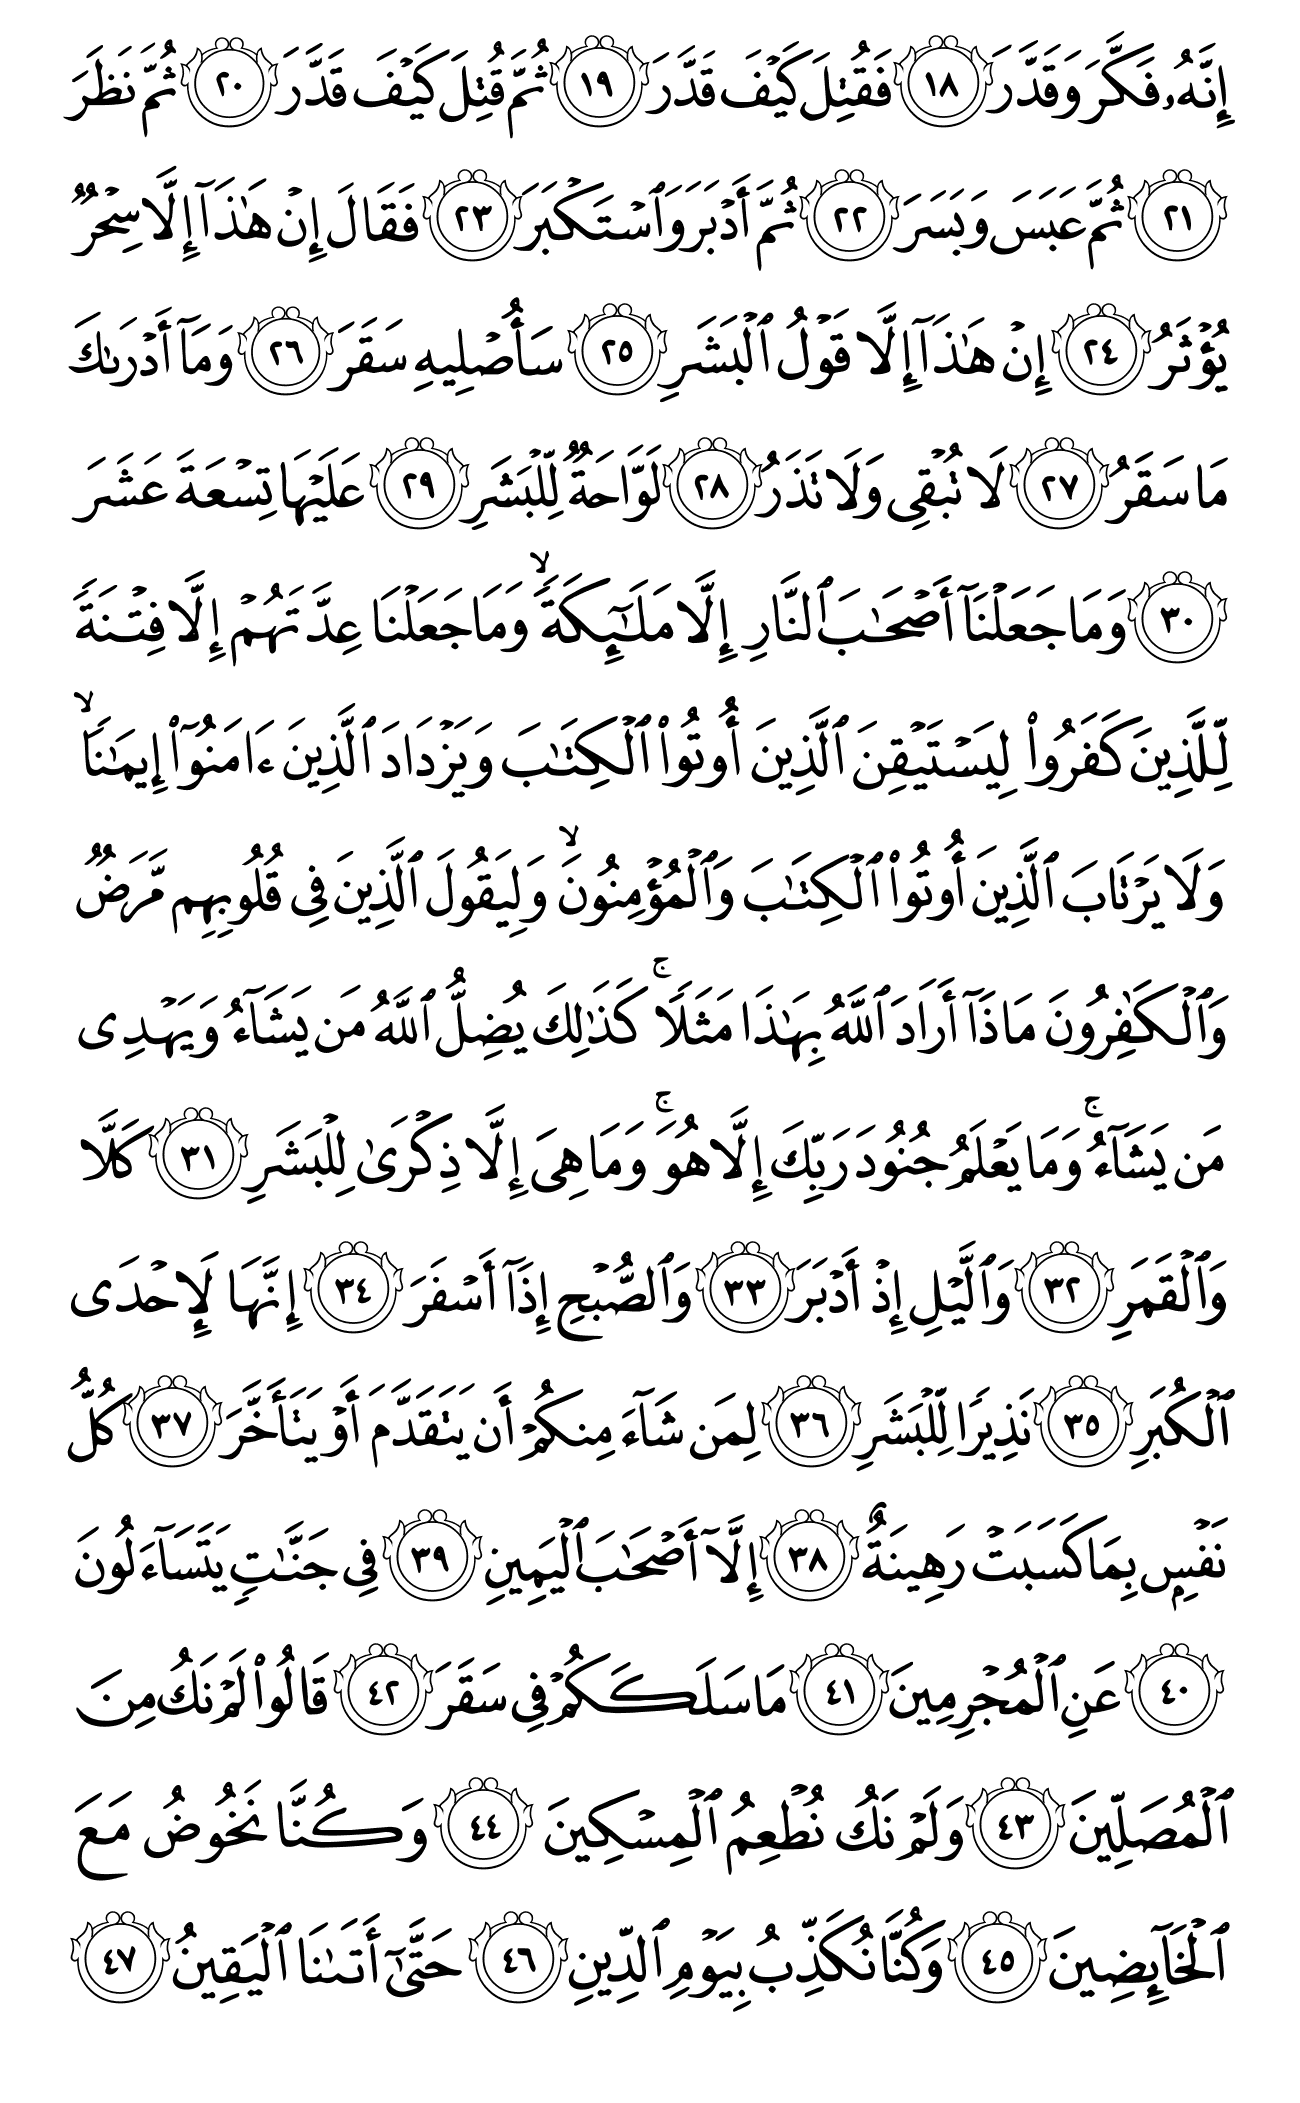 إِنَّهُۥ فَكَّرَ وَقَدَّرَ ١٨ فَقُتِلَ كَيۡفَ قَدَّرَ ١٩ ثُمَّ قُتِلَ كَيۡفَ قَدَّرَ ٢٠ ثُمَّ نَظَرَ
٢١ ثُمَّ عَبَسَ وَبَسَرَ ٢٢ ثُمَّ أَدۡبَرَ وَٱسۡتَكۡبَرَ ٢٣ فَقَالَ إِنۡ هَٰذَآ إِلَّا سِحۡرٞ
يُؤۡثَرُ ٢٤ إِنۡ هَٰذَآ إِلَّا قَوۡلُ ٱلۡبَشَرِ ٢٥ سَأُصۡلِيهِ سَقَرَ ٢٦ وَمَآ أَدۡرَىٰكَ
مَا سَقَرُ ٢٧ لَا تُبۡقِي وَلَا تَذَرُ ٢٨ لَوَّاحَةٞ لِّلۡبَشَرِ ٢٩ عَلَيۡهَا تِسۡعَةَ عَشَرَ
٣٠ وَمَا جَعَلۡنَآ أَصۡحَٰبَ ٱلنَّارِ إِلَّا مَلَٰٓئِكَةٗۙ وَمَا جَعَلۡنَا عِدَّتَهُمۡ إِلَّا فِتۡنَةٗ
لِّلَّذِينَ كَفَرُواْ لِيَسۡتَيۡقِنَ ٱلَّذِينَ أُوتُواْ ٱلۡكِتَٰبَ وَيَزۡدَادَ ٱلَّذِينَ ءَامَنُوٓاْ إِيمَٰنٗاۙ
وَلَا يَرۡتَابَ ٱلَّذِينَ أُوتُواْ ٱلۡكِتَٰبَ وَٱلۡمُؤۡمِنُونَۙ وَلِيَقُولَ ٱلَّذِينَ فِي قُلُوبِهِم مَّرَضٞ
وَٱلۡكَٰفِرُونَ مَاذَآ أَرَادَ ٱللَّهُ بِهَٰذَا مَثَلٗاۚ كَذَٰلِكَ يُضِلُّ ٱللَّهُ مَن يَشَآءُ وَيَهۡدِي
مَن يَشَآءُۚ وَمَا يَعۡلَمُ جُنُودَ رَبِّكَ إِلَّا هُوَۚ وَمَا هِيَ إِلَّا ذِكۡرَىٰ لِلۡبَشَرِ ٣١ كَلَّا
وَٱلۡقَمَرِ ٣٢ وَٱلَّيۡلِ إِذۡ أَدۡبَرَ ٣٣ وَٱلصُّبۡحِ إِذَآ أَسۡفَرَ ٣٤ إِنَّهَا لَإِحۡدَى
ٱلۡكُبَرِ ٣٥ نَذِيرٗا لِّلۡبَشَرِ ٣٦ لِمَن شَآءَ مِنكُمۡ أَن يَتَقَدَّمَ أَوۡ يَتَأَخَّرَ ٣٧ كُلُّ
نَفۡسِۭ بِمَا كَسَبَتۡ رَهِينَةٌ ٣٨ إِلَّآ أَصۡحَٰبَ ٱلۡيَمِينِ ٣٩ فِي جَنَّٰتٖ يَتَسَآءَلُونَ
٤٠ عَنِ ٱلۡمُجۡرِمِينَ ٤١ مَا سَلَكَكُمۡ فِي سَقَرَ ٤٢ قَالُواْ لَمۡ نَكُ مِنَ
ٱلۡمُصَلِّينَ ٤٣ وَلَمۡ نَكُ نُطۡعِمُ ٱلۡمِسۡكِينَ ٤٤ وَكُنَّا نَخُوضُ مَعَ
ٱلۡخَآئِضِينَ ٤٥ وَكُنَّا نُكَذِّبُ بِيَوۡمِ ٱلدِّينِ ٤٦ حَتَّىٰٓ أَتَىٰنَا ٱلۡيَقِينُ ٤٧